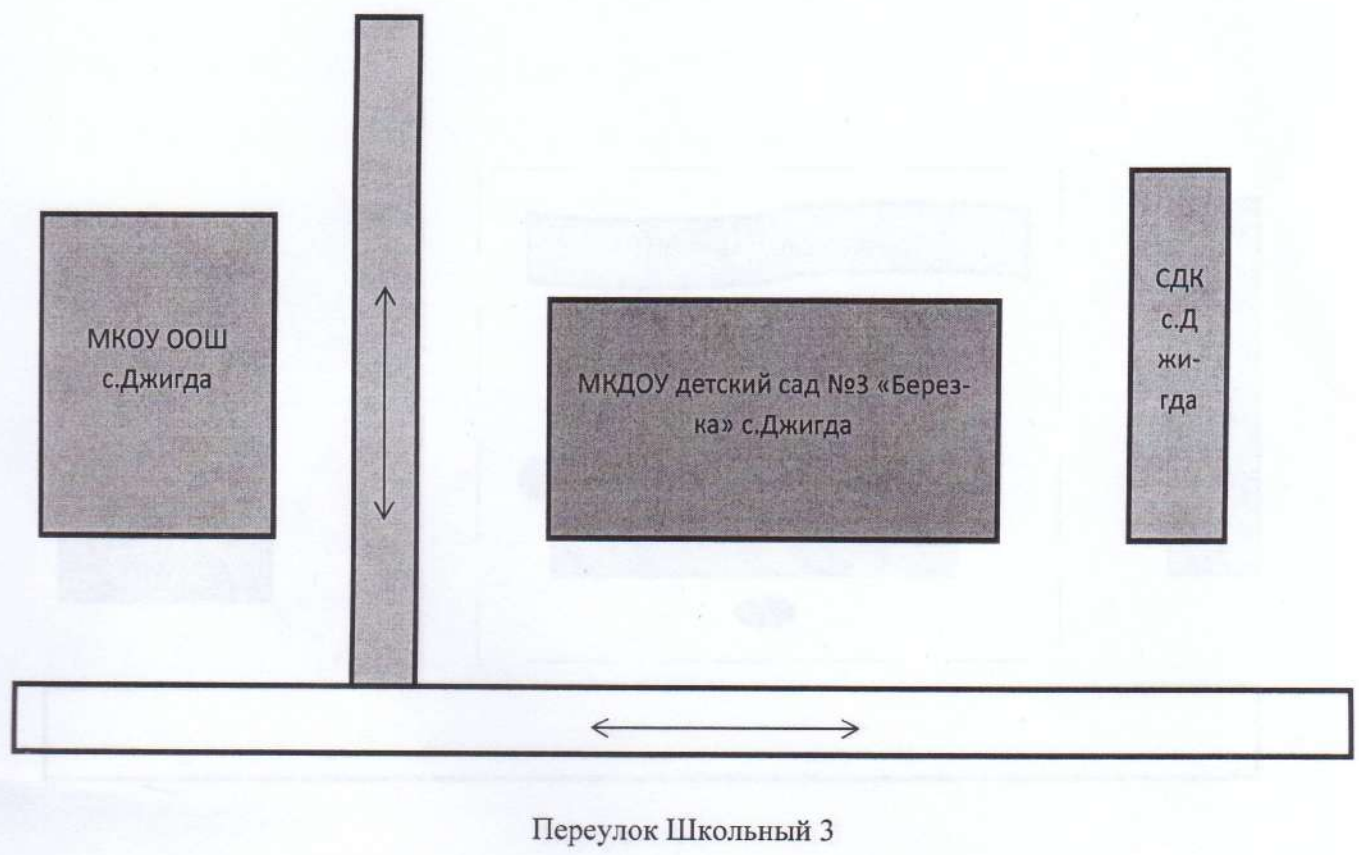 МКОУ ООШ
с.Джигда
МКДОУ детский сад №3 «Берез-
ка» с.Джигда
СДК
с.Д
жи-
гда
Переулок Школьный 3